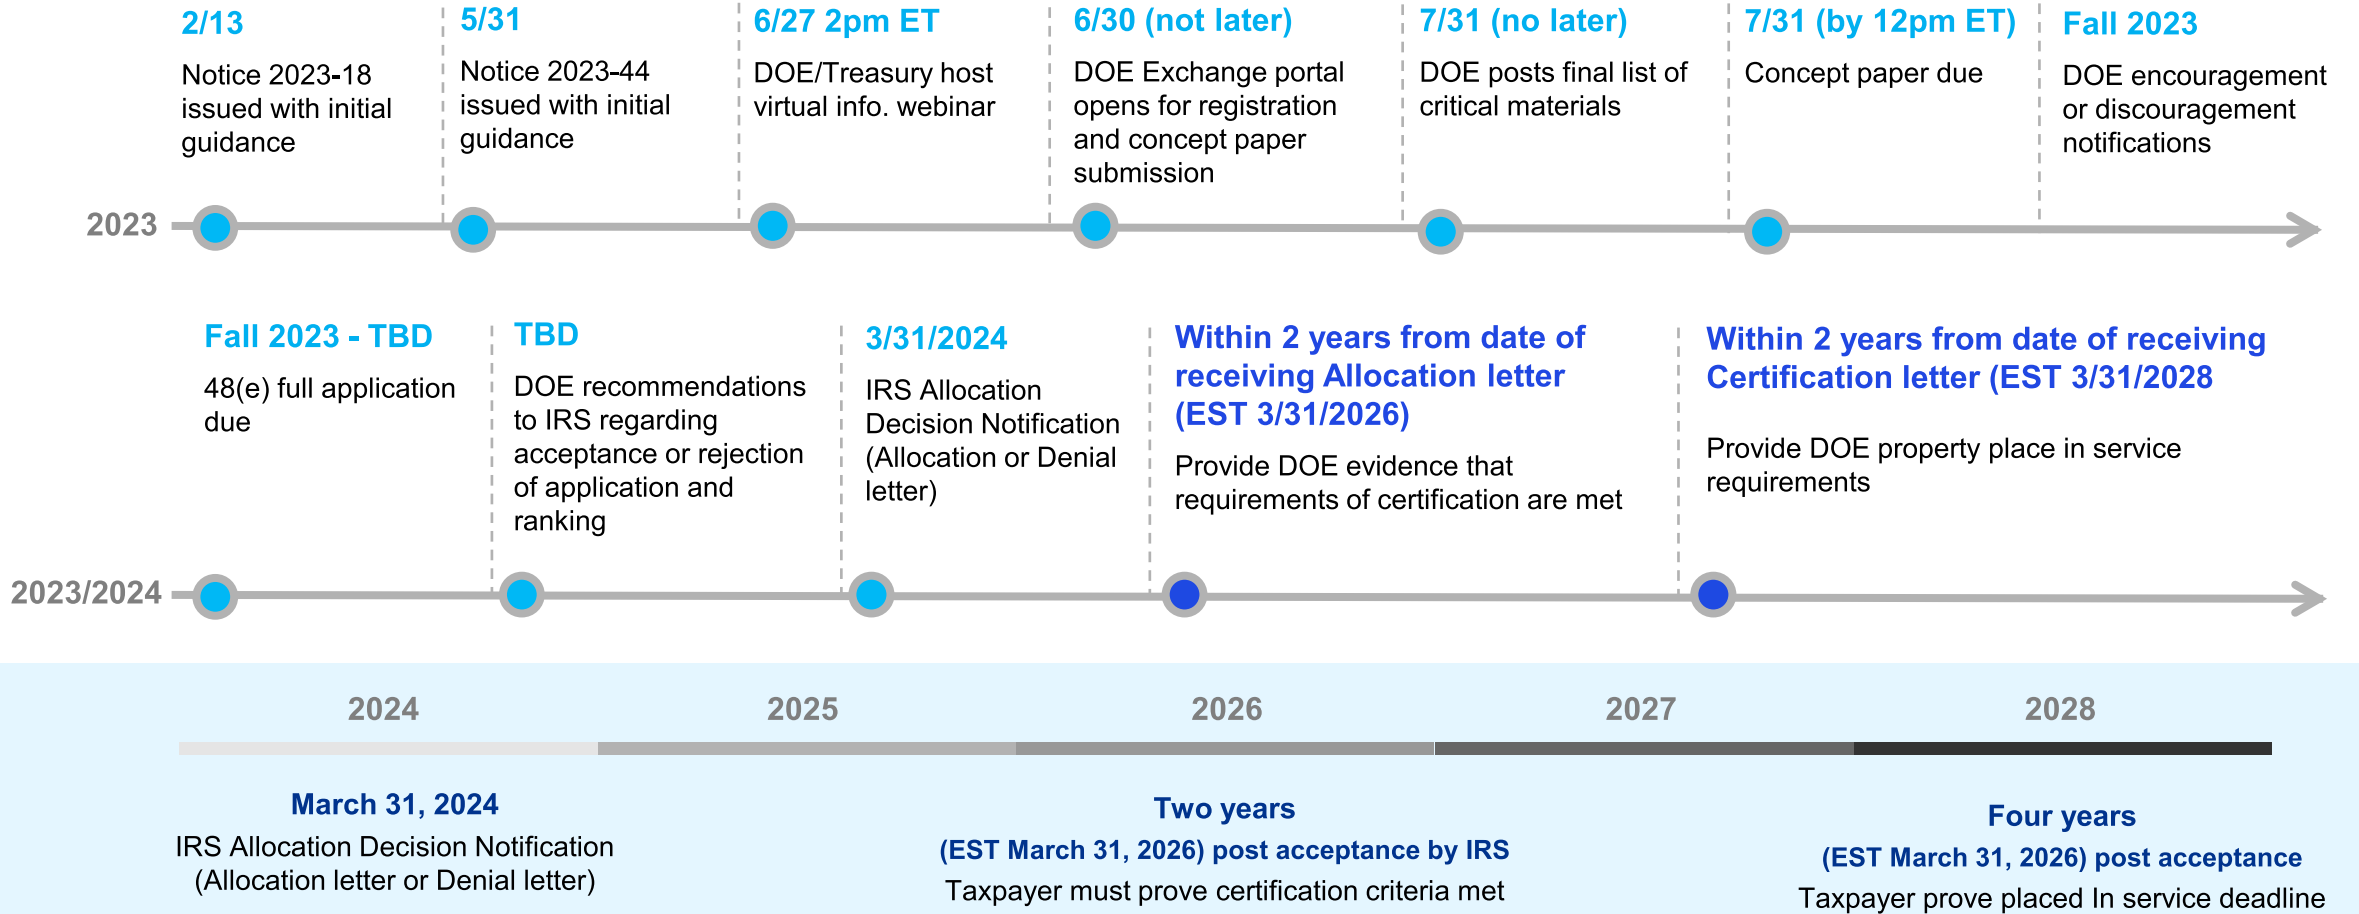 2/13
Notice 2023-18
issued with initial
guidance
5/31
Notice 2023-44
issued with initial
guidance
6/27 2pm ET
DOE/Treasury host
virtual info. webinar
6/30 (not later)
DOE Exchange portal
opens for registration
and concept paper
submission
7/31 (no later)
DOE posts final list of
critical materials
7/31 (by 12pm ET)
Concept paper due
Fall 2023
DOE encouragement
or discouragement
notifications
2023
Fall 2023 - TBD
48(e) full application
due
TBD
DOE recommendations
to IRS regarding
acceptance or rejection
of application and
ranking
3/31/2024
IRS Allocation
Decision Notification
(Allocation or Denial
letter)
Within 2 years from date of
receiving Allocation letter
(EST 3/31/2026)
Provide DOE evidence that
requirements of certification are met
Within 2 years from date of receiving
Certification letter (EST 3/31/2028
Provide DOE property place in service
requirements
2023/2024
2024
2025
2026
2027
2028
March 31, 2024
IRS Allocation Decision Notification
(Allocation letter or Denial letter)
Two years
(EST March 31, 2026) post acceptance by IRS
Taxpayer must prove certification criteria met
Four years
(EST March 31, 2026) post acceptance
Taxpayer prove placed In service deadline